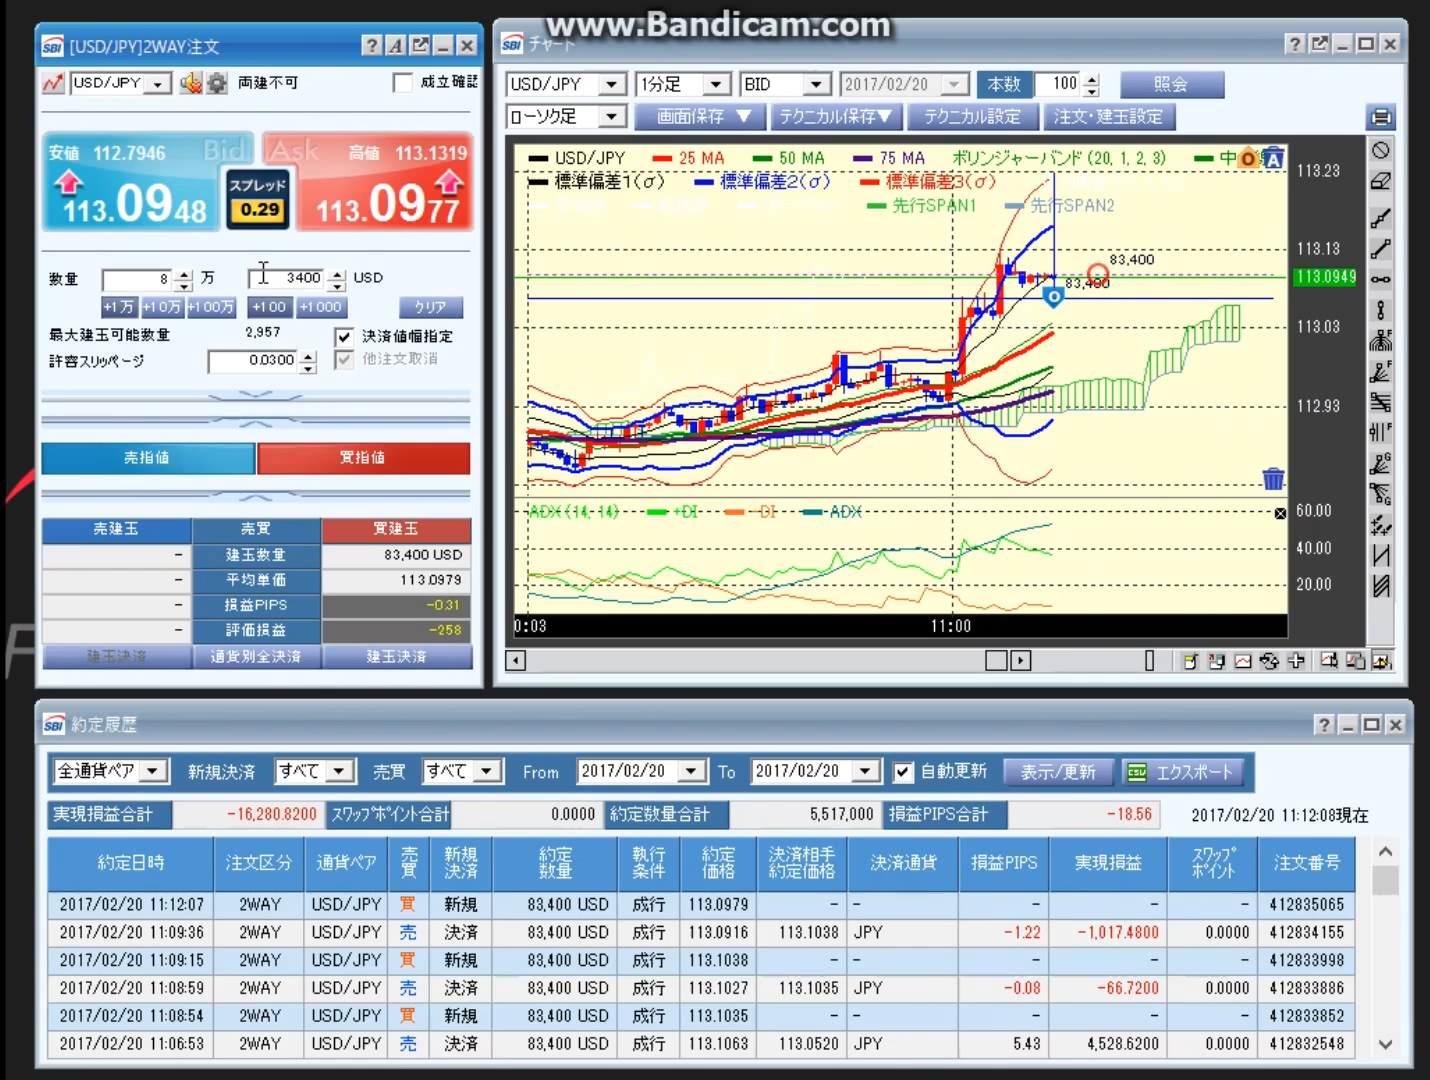 www.Bandicam.com
SBI [USD/JPY]2WAY注文
USD/JPY 両建不可 成立確認
安値 112.7946 Bid Ask 高値 113.1319
113.0948 スプレッド 0.29 113.0977
数量 8 万 3400 USD
+1万 +10万 +100万 +100 +1000 クリア
最大建玉可能数量 2,957 決済値幅指定
許容スリッページ 0.0300 他注文取消
売指値 買指値
売建玉 売買 買建玉
- 建玉数量 83,400 USD
- 平均単価 113.0979
- 損益PIPS -0.31
- 評価損益 -258
建玉決済 通貨別全決済 建玉決済
SBI チャート
USD/JPY 1分足 BID 2017/02/20 本数 100 照会
ローソク足 画面保存 ▼ テクニカル保存▼ テクニカル設定 注文・建玉設定
USD/JPY 25 MA 50 MA 75 MA ボリンジャーバンド (20, 1, 2, 3) 中
標準偏差1(σ) 標準偏差2(σ) 標準偏差3(σ)
先行SPAN1 先行SPAN2
113.23
113.13
113.0949
113.03
112.93
83,400
83,400
ADX (14, 14) +DI -DI ADX
60.00
40.00
20.00
0:03 11:00
SBI 約定履歴
全通貨ペア 新規決済 すべて 売買 すべて From 2017/02/20 To 2017/02/20 自動更新 表示/更新 CSV エクスポート
実現損益合計 -16,280.8200 スワップポイント合計 0.0000 約定数量合計 5,517,000 損益PIPS合計 -18.56 2017/02/20 11:12:08現在
約定日時 注文区分 通貨ペア 売買 新規決済 約定数量 執行条件 約定価格 決済相手約定価格 決済通貨 損益PIPS 実現損益 スワップポイント 注文番号
2017/02/20 11:12:07 2WAY USD/JPY 買 新規 83,400 USD 成行 113.0979 - - - - - 412835065
2017/02/20 11:09:36 2WAY USD/JPY 売 決済 83,400 USD 成行 113.0916 113.1038 JPY -1.22 -1,017.4800 0.0000 412834155
2017/02/20 11:09:15 2WAY USD/JPY 買 新規 83,400 USD 成行 113.1038 - - - - - 412833998
2017/02/20 11:08:59 2WAY USD/JPY 売 決済 83,400 USD 成行 113.1027 113.1035 JPY -0.08 -66.7200 0.0000 412833886
2017/02/20 11:08:54 2WAY USD/JPY 買 新規 83,400 USD 成行 113.1035 - - - - - 412833852
2017/02/20 11:06:53 2WAY USD/JPY 売 決済 83,400 USD 成行 113.1063 113.0520 JPY 5.43 4,528.6200 0.0000 412832548